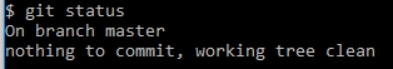 $ git status
On branch master
nothing to commit, working tree clean